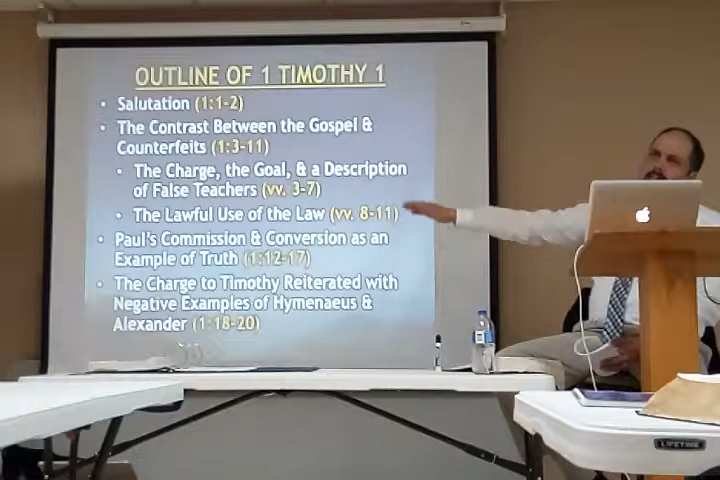 OUTLINE OF 1 TIMOTHY 1
• Salutation (1:1-2)
• The Contrast Between the Gospel &
Counterfeits (1:3-11)
• The Charge, the Goal, & a Description
of False Teachers (vv. 3-7)
• The Lawful Use of the Law (vv. 8-11)
• Paul's Commission & Conversion as an
Example of Truth (1:12-17)
• The Charge to Timothy Reiterated with
Negative Examples of Hymenaeus &
Alexander (1:18-20)
LIFETIME